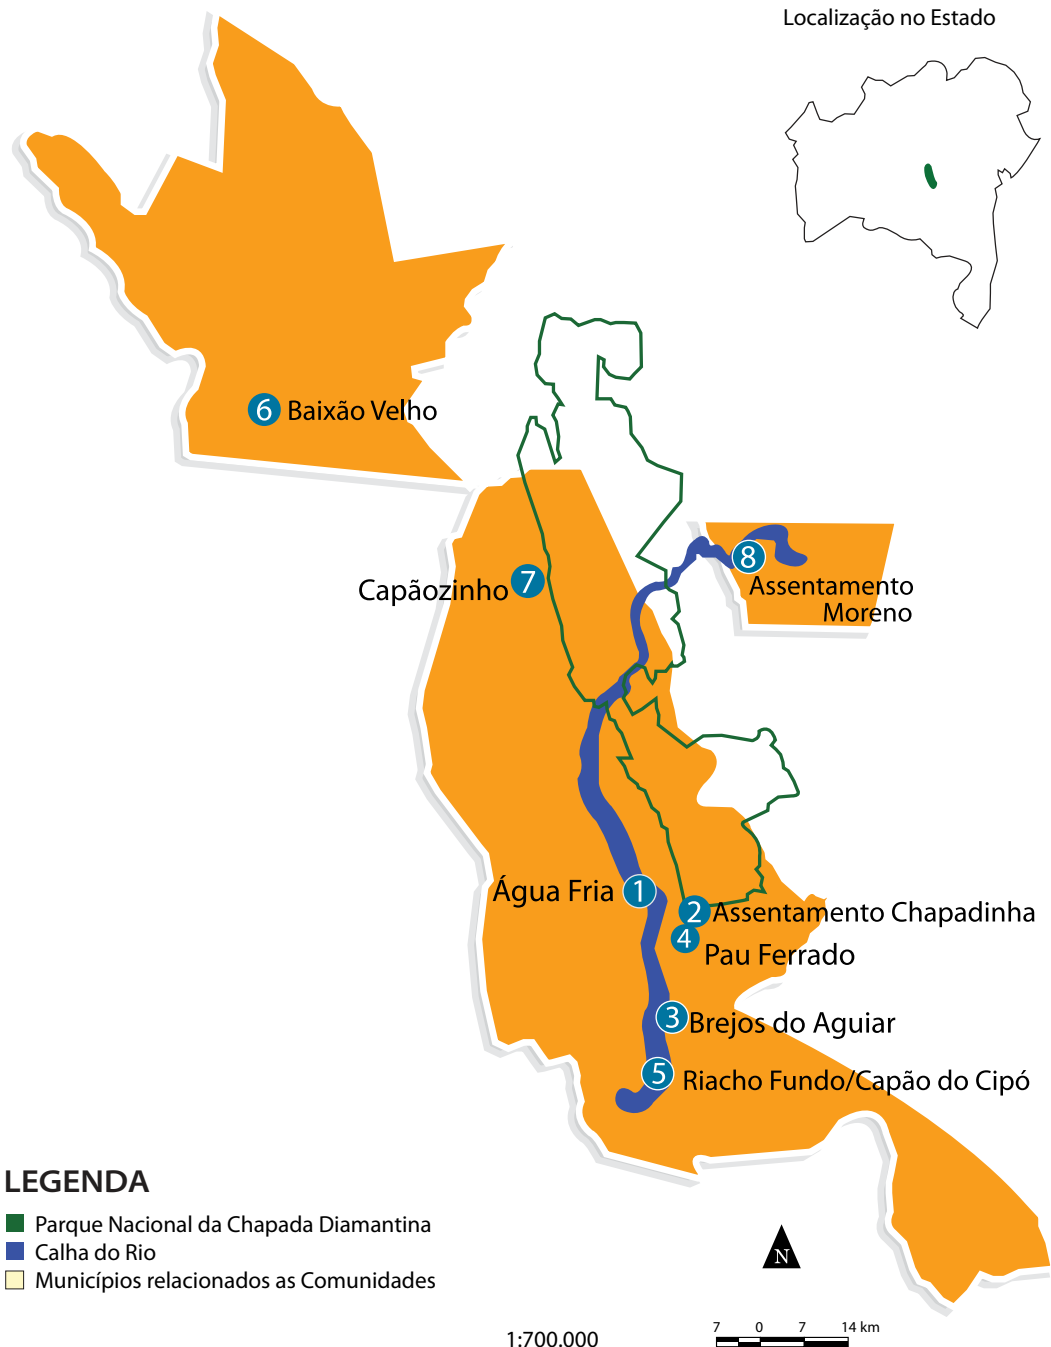 Localização no Estado
6 Baixão Velho
8
Assentamento
Moreno
Capãozinho 7
Água Fria 1
2 Assentamento Chapadinha
4
Pau Ferrado
3 Brejos do Aguiar
5 Riacho Fundo/Capão do Cipó
LEGENDA
Parque Nacional da Chapada Diamantina
Calha do Rio
Municípios relacionados as Comunidades
N
7 0 7 14 km
1:700.000